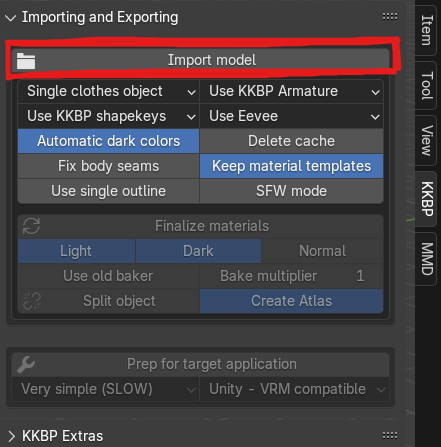 Importing and Exporting
Import model
Single clothes object Use KKBP Armature
Use KKBP shapekeys Use Eevee
Automatic dark colors Delete cache
Fix body seams Keep material templates
Use single outline SFW mode
Finalize materials
Light Dark Normal
Use old baker Bake multiplier 1
Split object Create Atlas
Prep for target application
Very simple (SLOW) Unity - VRM compatible
KKBP Extras
Item
Tool
View
KKBP
MMD